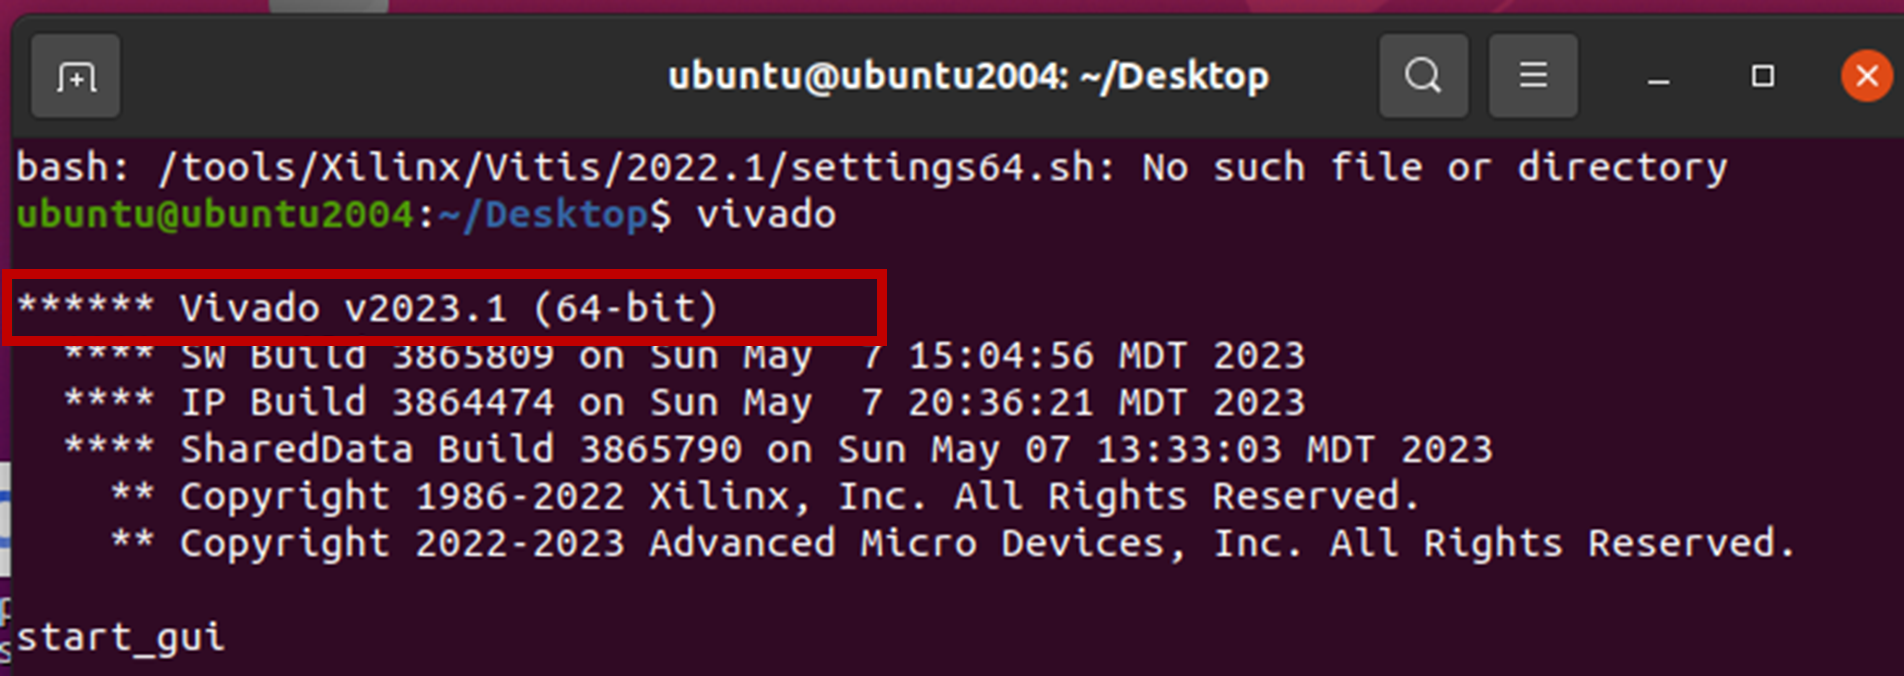 ubuntu@ubuntu2004: ~/Desktop
bash: /tools/Xilinx/Vitis/2022.1/settings64.sh: No such file or directory
ubuntu@ubuntu2004:~/Desktop$ vivado
****** Vivado v2023.1 (64-bit)
**** SW Build 3865809 on Sun May  7 15:04:56 MDT 2023
**** IP Build 3864474 on Sun May  7 20:36:21 MDT 2023
**** SharedData Build 3865790 on Sun May 07 13:33:03 MDT 2023
** Copyright 1986-2022 Xilinx, Inc. All Rights Reserved.
** Copyright 2022-2023 Advanced Micro Devices, Inc. All Rights Reserved.
start_gui